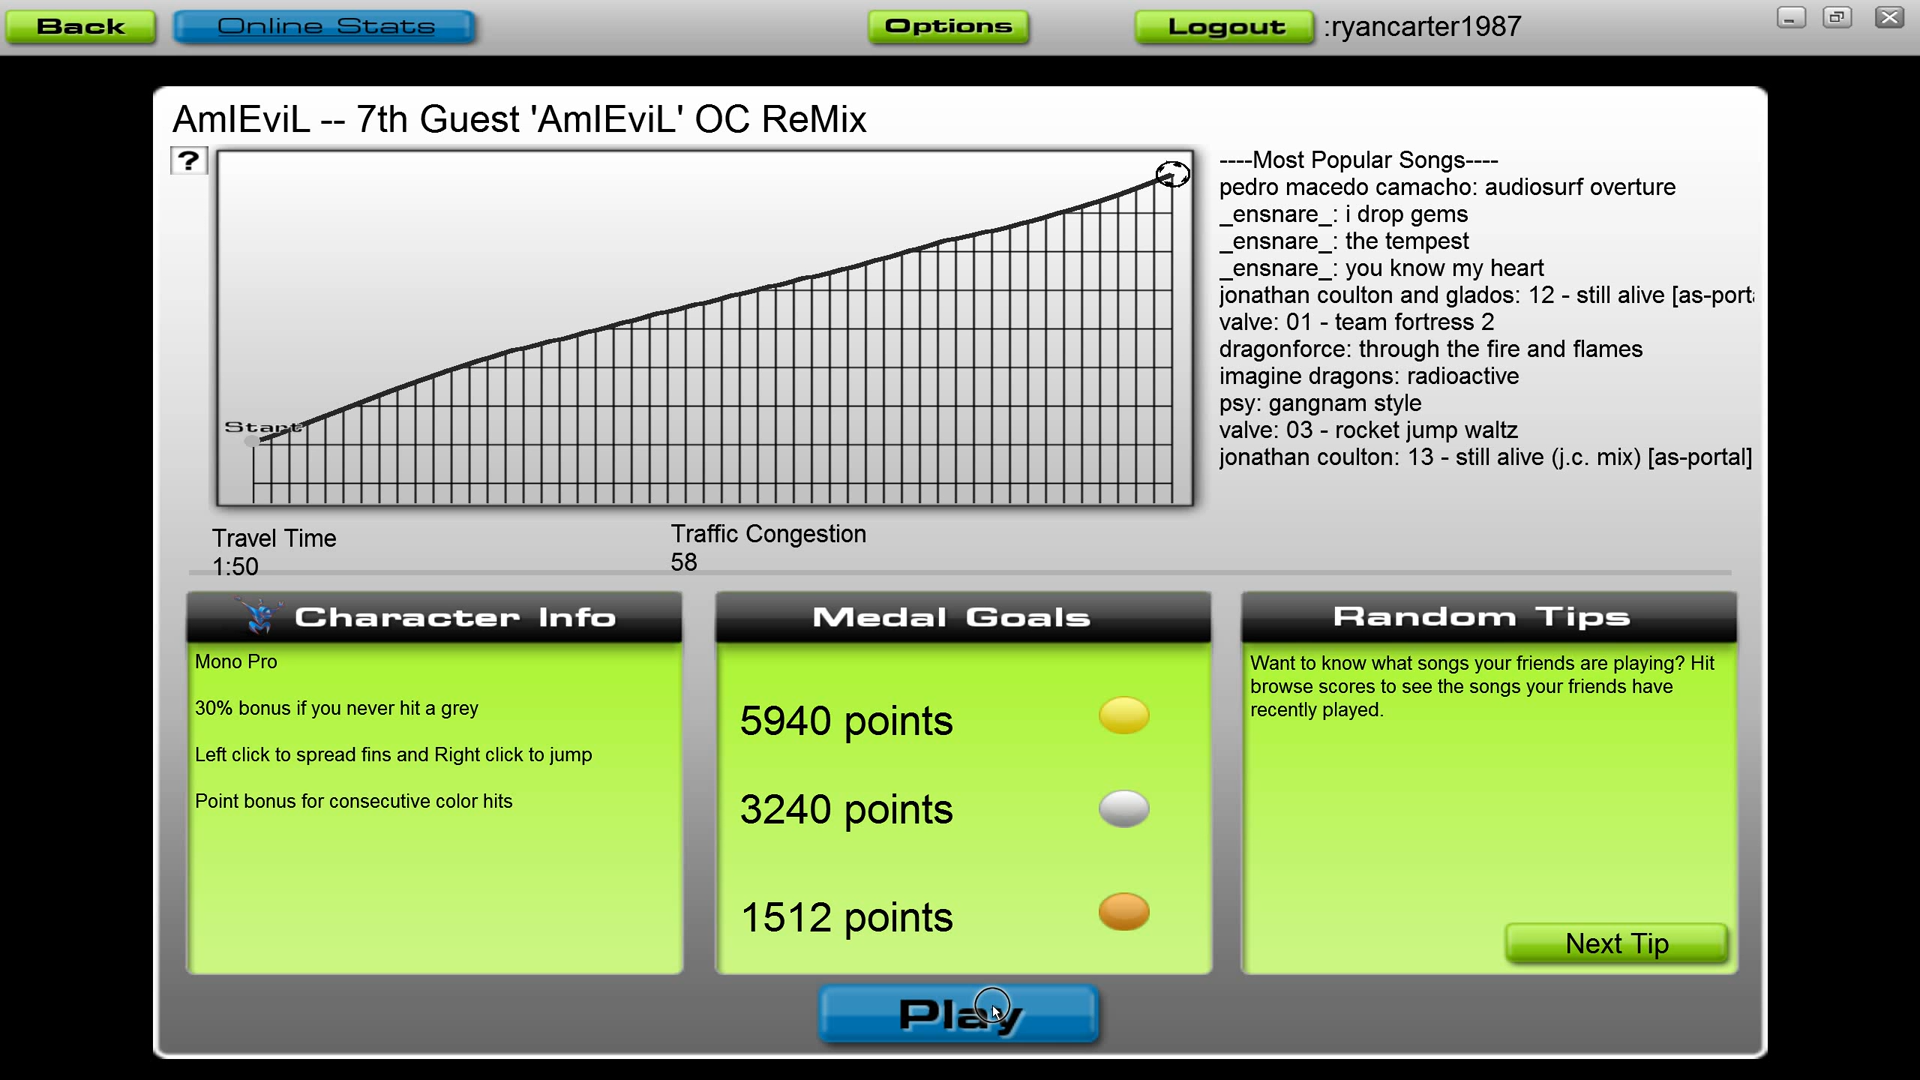 Back
Online Stats
Options
Logout
:ryancarter1987
AmIEviL -- 7th Guest 'AmIEviL' OC ReMix
?
Start
----Most Popular Songs----
pedro macedo camacho: audiosurf overture
_ensnare_: i drop gems
_ensnare_: the tempest
_ensnare_: you know my heart
jonathan coulton and glados: 12 - still alive [as-porta
valve: 01 - team fortress 2
dragonforce: through the fire and flames
imagine dragons: radioactive
psy: gangnam style
valve: 03 - rocket jump waltz
jonathan coulton: 13 - still alive (j.c. mix) [as-portal]
Travel Time
1:50
Traffic Congestion
58
Character Info
Mono Pro
30% bonus if you never hit a grey
Left click to spread fins and Right click to jump
Point bonus for consecutive color hits
Medal Goals
5940 points
3240 points
1512 points
Random Tips
Want to know what songs your friends are playing? Hit
browse scores to see the songs your friends have
recently played.
Next Tip
Play